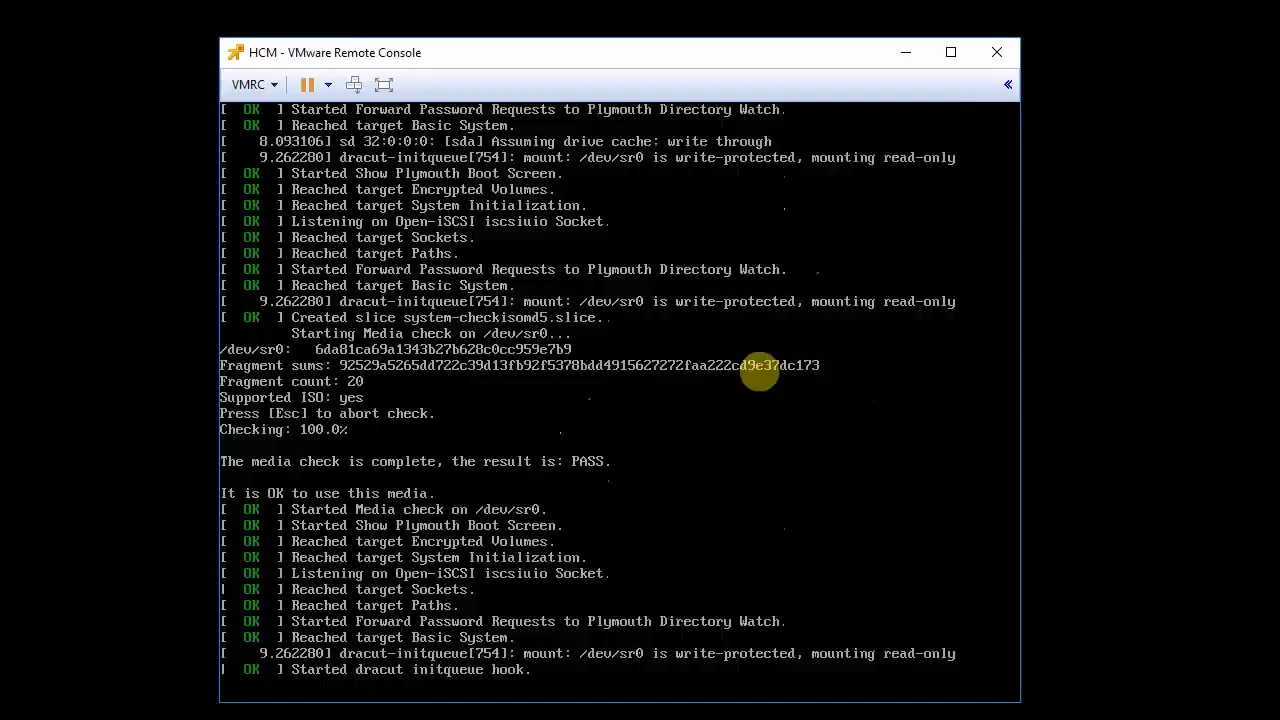 HCM - VMware Remote Console
VMRC
[  OK  ] Started Forward Password Requests to Plymouth Directory Watch.
[  OK  ] Reached target Basic System.
[    8.093106] sd 32:0:0:0: [sda] Assuming drive cache: write through
[    9.262280] dracut-initqueue[754]: mount: /dev/sr0 is write-protected, mounting read-only
[  OK  ] Started Show Plymouth Boot Screen.
[  OK  ] Reached target Encrypted Volumes.
[  OK  ] Reached target System Initialization.
[  OK  ] Listening on Open-iSCSI iscsiuio Socket.
[  OK  ] Reached target Sockets.
[  OK  ] Reached target Paths.
[  OK  ] Started Forward Password Requests to Plymouth Directory Watch.
[  OK  ] Reached target Basic System.
[    9.262280] dracut-initqueue[754]: mount: /dev/sr0 is write-protected, mounting read-only
[  OK  ] Created slice system-checkisomd5.slice.
Starting Media check on /dev/sr0...
/dev/sr0:   6da81ca69a1343b27b628c0cc959e7b9
Fragment sums: 92529a5265dd722c39d13fb92f5378bdd4915627272faa222cd9e37dc173
Fragment count: 20
Supported ISO: yes
Press [Esc] to abort check.
Checking: 100.0%
The media check is complete, the result is: PASS.
It is OK to use this media.
[  OK  ] Started Media check on /dev/sr0.
[  OK  ] Started Show Plymouth Boot Screen.
[  OK  ] Reached target Encrypted Volumes.
[  OK  ] Reached target System Initialization.
[  OK  ] Listening on Open-iSCSI iscsiuio Socket.
[  OK  ] Reached target Sockets.
[  OK  ] Reached target Paths.
[  OK  ] Started Forward Password Requests to Plymouth Directory Watch.
[  OK  ] Reached target Basic System.
[    9.262280] dracut-initqueue[754]: mount: /dev/sr0 is write-protected, mounting read-only
[  OK  ] Started dracut initqueue hook.